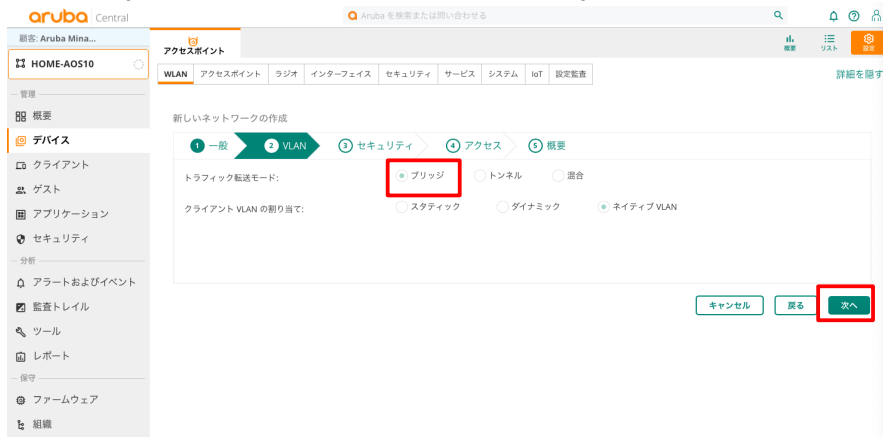 aruba Central
Aruba を検索または問い合わせる
顧客: Aruba Mina...
HOME-AOS10
管理
概要
デバイス
クライアント
ゲスト
アプリケーション
セキュリティ
分析
アラートおよびイベント
監査トレイル
ツール
レポート
保守
ファームウェア
組織
アクセスポイント
概要
リスト
設定
WLAN アクセスポイント ラジオ インターフェイス セキュリティ サービス システム IoT 設定監査
詳細を隠す
新しいネットワークの作成
1 一般 2 VLAN 3 セキュリティ 4 アクセス 5 概要
トラフィック転送モード: ブリッジ トンネル 混合
クライアント VLAN の割り当て: スタティック ダイナミック ネイティブ VLAN
キャンセル 戻る 次へ